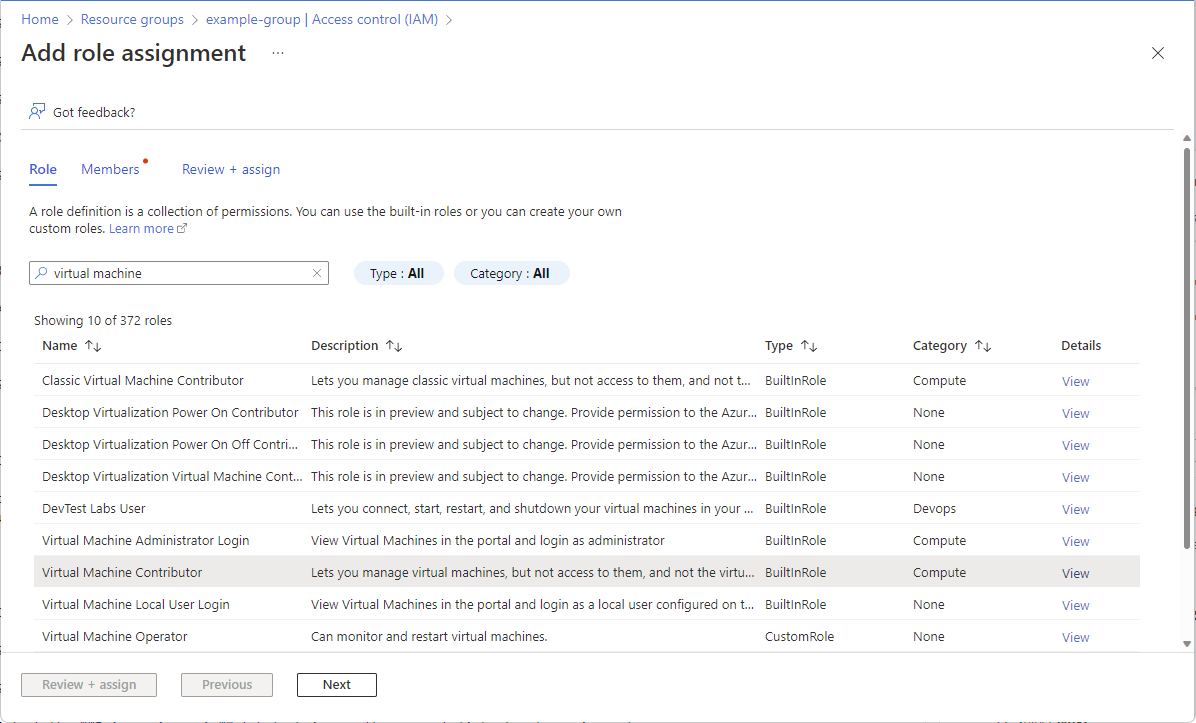 Home > Resource groups > example-group | Access control (IAM) >
Add role assignment ...
Got feedback?
Role Members Review + assign
A role definition is a collection of permissions. You can use the built-in roles or you can create your own
custom roles. Learn more
virtual machine Type : All Category : All
Showing 10 of 372 roles
Name Description Type Category Details
Classic Virtual Machine Contributor Lets you manage classic virtual machines, but not access to them, and not t... BuiltInRole Compute View
Desktop Virtualization Power On Contributor This role is in preview and subject to change. Provide permission to the Azur... BuiltInRole None View
Desktop Virtualization Power On Off Contri... This role is in preview and subject to change. Provide permission to the Azur... BuiltInRole None View
Desktop Virtualization Virtual Machine Cont... This role is in preview and subject to change. Provide permission to the Azur... BuiltInRole None View
DevTest Labs User Lets you connect, start, restart, and shutdown your virtual machines in your ... BuiltInRole Devops View
Virtual Machine Administrator Login View Virtual Machines in the portal and login as administrator BuiltInRole Compute View
Virtual Machine Contributor Lets you manage virtual machines, but not access to them, and not the virtu... BuiltInRole Compute View
Virtual Machine Local User Login View Virtual Machines in the portal and login as a local user configured on t... BuiltInRole None View
Virtual Machine Operator Can monitor and restart virtual machines. CustomRole None View
Review + assign Previous Next